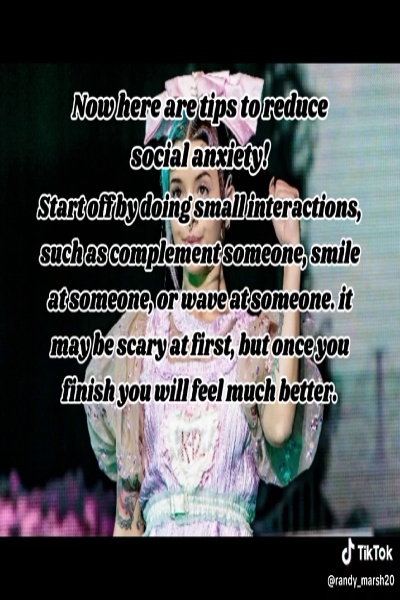 Now here are tips to reduce
social anxiety!
Start off by doing small interactions,
such as complement someone, smile
at someone, or wave at someone. it
may be scary at first, but once you
finish you will feel much better.
TikTok
@randy_marsh20